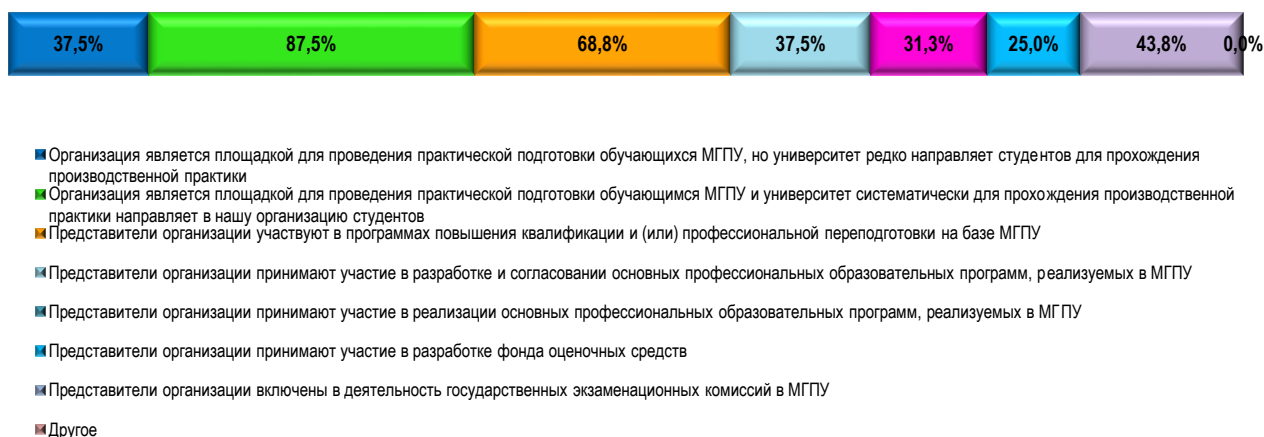 37,5% 87,5% 68,8% 37,5% 31,3% 25,0% 43,8% 0,0%
Организация является площадкой для проведения практической подготовки обучающихся МГПУ, но университет редко направляет студентов для прохождения
производственной практики
Организация является площадкой для проведения практической подготовки обучающимся МГПУ и университет систематически для прохождения производственной
практики направляет в нашу организацию студентов
Представители организации участвуют в программах повышения квалификации и (или) профессиональной переподготовки на базе МГПУ
Представители организации принимают участие в разработке и согласовании основных профессиональных образовательных программ, реализуемых в МГПУ
Представители организации принимают участие в реализации основных профессиональных образовательных программ, реализуемых в МГПУ
Представители организации принимают участие в разработке фонда оценочных средств
Представители организации включены в деятельность государственных экзаменационных комиссий в МГПУ
Другое